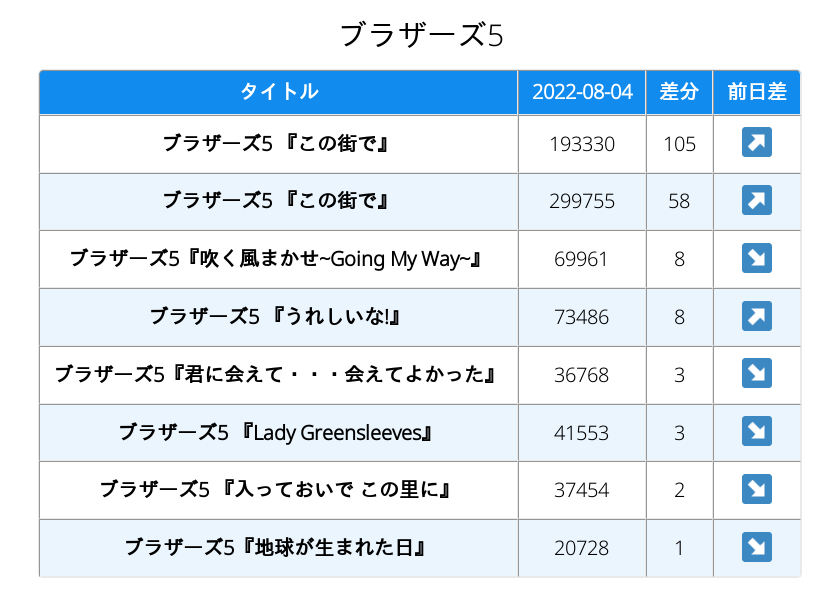 ブラザーズ5
タイトル 2022-08-04 差分 前日差
ブラザーズ5 『この街で』 193330 105 ↗
ブラザーズ5 『この街で』 299755 58 ↗
ブラザーズ5『吹く風まかせ~Going My Way~』 69961 8 ↘
ブラザーズ5 『うれしいな!』 73486 8 ↗
ブラザーズ5『君に会えて・・・会えてよかった』 36768 3 ↘
ブラザーズ5 『Lady Greensleeves』 41553 3 ↘
ブラザーズ5 『入っておいで この里に』 37454 2 ↘
ブラザーズ5『地球が生まれた日』 20728 1 ↘